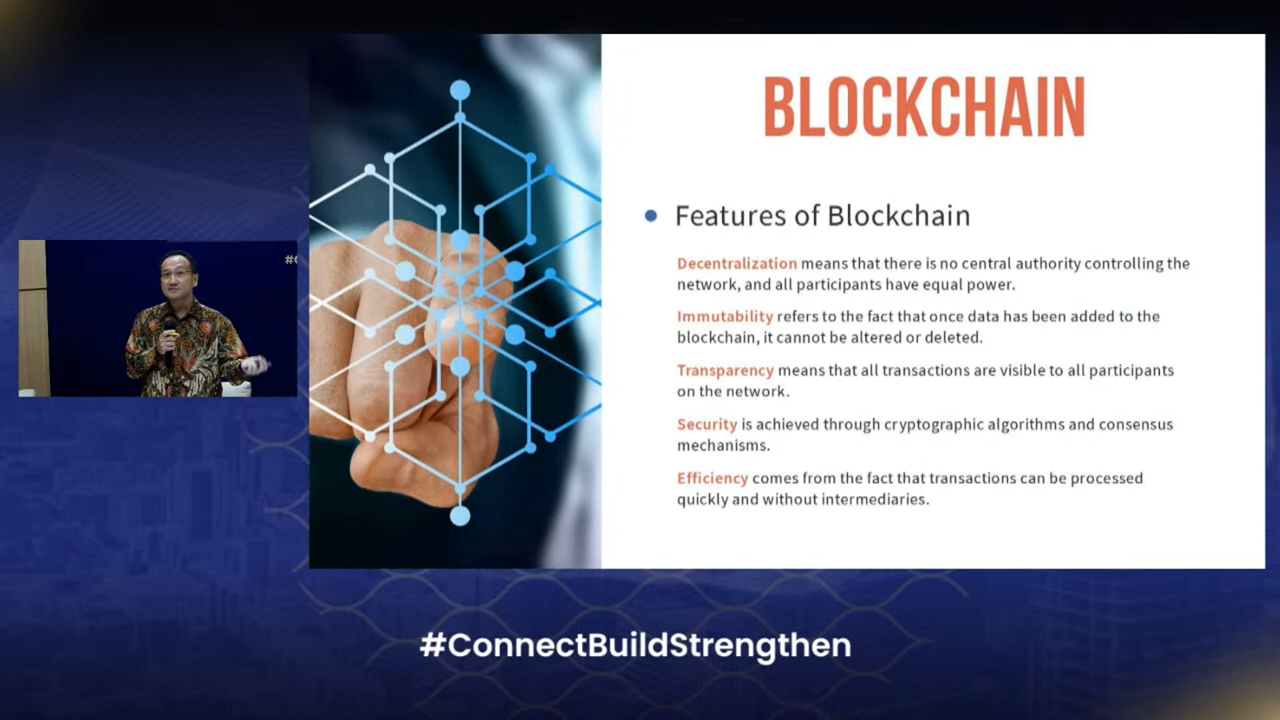 BLOCKCHAIN
Features of Blockchain
Decentralization means that there is no central authority controlling the
network, and all participants have equal power.
Immutability refers to the fact that once data has been added to the
blockchain, it cannot be altered or deleted.
Transparency means that all transactions are visible to all participants
on the network.
Security is achieved through cryptographic algorithms and consensus
mechanisms.
Efficiency comes from the fact that transactions can be processed
quickly and without intermediaries.
#ConnectBuildStrengthen